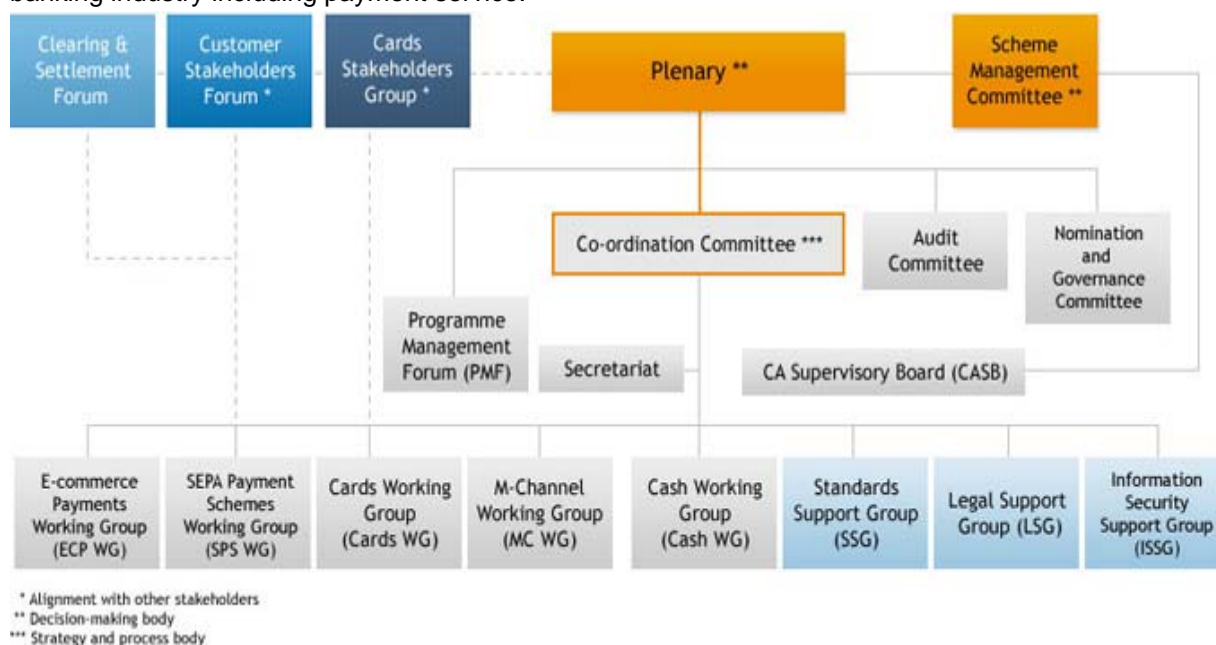 banking industry including payment service.
Clearing &
Settlement
Forum
Customer
Stakeholders
Forum *
Cards
Stakeholders
Group *
Plenary **
Scheme
Management
Committee **
Co-ordination Committee ***
Audit
Committee
Nomination
and
Governance
Committee
Programme
Management
Forum (PMF)
Secretariat
CA Supervisory Board (CASB)
E-commerce
Payments
Working Group
(ECP WG)
SEPA Payment
Schemes
Working Group
(SPS WG)
Cards Working
Group
(Cards WG)
M-Channel
Working Group
(MC WG)
Cash Working
Group
(Cash WG)
Standards
Support Group
(SSG)
Legal Support
Group (LSG)
Information
Security
Support Group
(ISSG)
* Alignment with other stakeholders
** Decision-making body
*** Strategy and process body